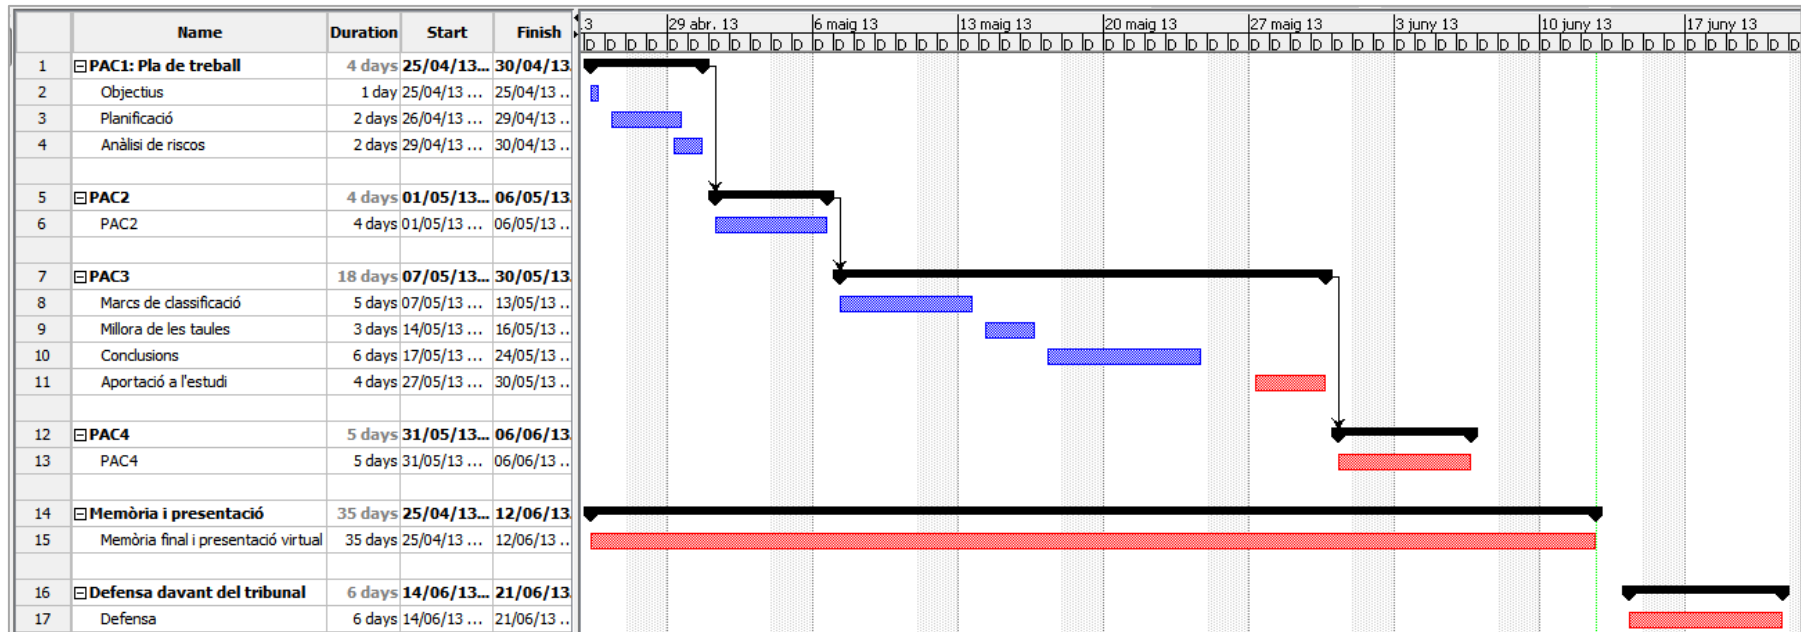 Name Duration Start Finish
.3 29 abr. 13 6 maig 13 13 maig 13 20 maig 13 27 maig 13 3 juny 13 10 juny 13 17 juny 13
D D D D D D D D D D D D D D D D D D D D D D D D D D D D D D D D D D D D D D D D D D D D D D D D D D D D D D D D D D D
1 PAC1: Pla de treball 4 days 25/04/13... 30/04/13.
2 Objectius 1 day 25/04/13 ... 25/04/13 ..
3 Planificació 2 days 26/04/13 ... 29/04/13 ..
4 Anàlisi de riscos 2 days 29/04/13 ... 30/04/13 ..
5 PAC2 4 days 01/05/13... 06/05/13.
6 PAC2 4 days 01/05/13 ... 06/05/13 ..
7 PAC3 18 days 07/05/13... 30/05/13.
8 Marcs de classificació 5 days 07/05/13 ... 13/05/13 ..
9 Millora de les taules 3 days 14/05/13 ... 16/05/13 ..
10 Conclusions 6 days 17/05/13 ... 24/05/13 ..
11 Aportació a l'estudi 4 days 27/05/13 ... 30/05/13 ..
12 PAC4 5 days 31/05/13... 06/06/13.
13 PAC4 5 days 31/05/13 ... 06/06/13 ..
14 Memòria i presentació 35 days 25/04/13... 12/06/13.
15 Memòria final i presentació virtual 35 days 25/04/13 ... 12/06/13 ..
16 Defensa davant del tribunal 6 days 14/06/13... 21/06/13.
17 Defensa 6 days 14/06/13 ... 21/06/13 ..